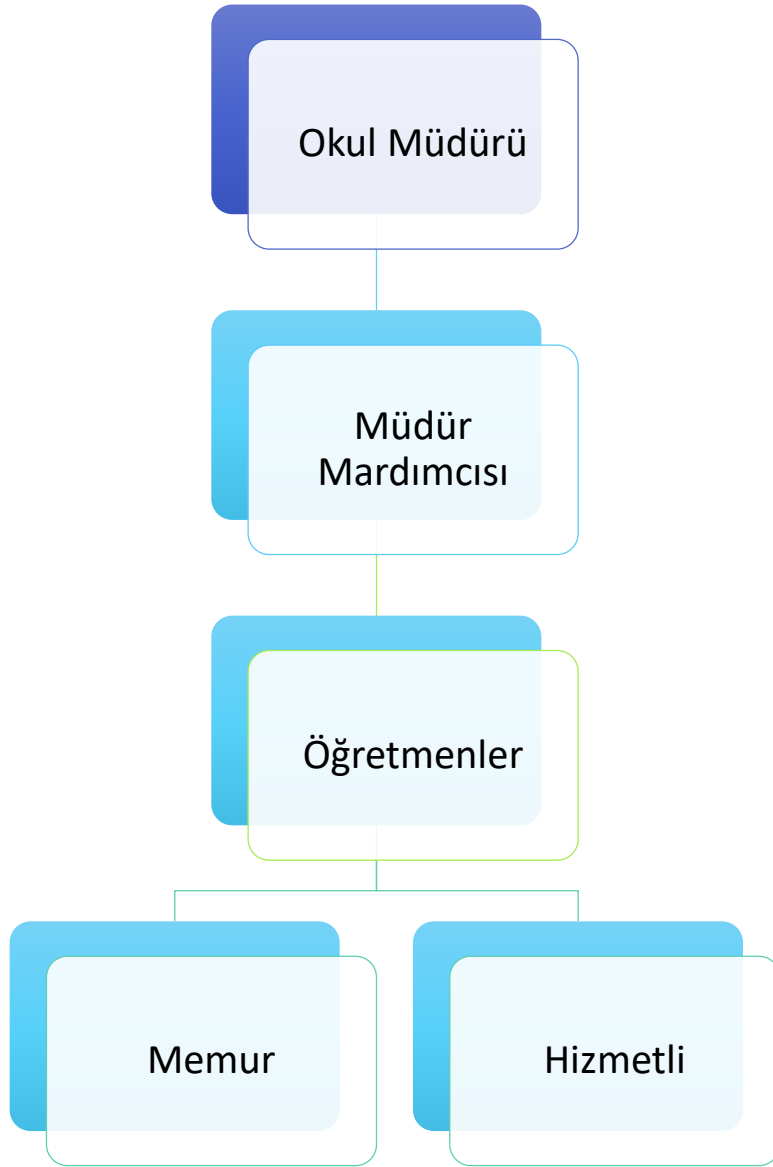 Okul Müdürü
Müdür
Mardımcısı
Öğretmenler
Memur
Hizmetli